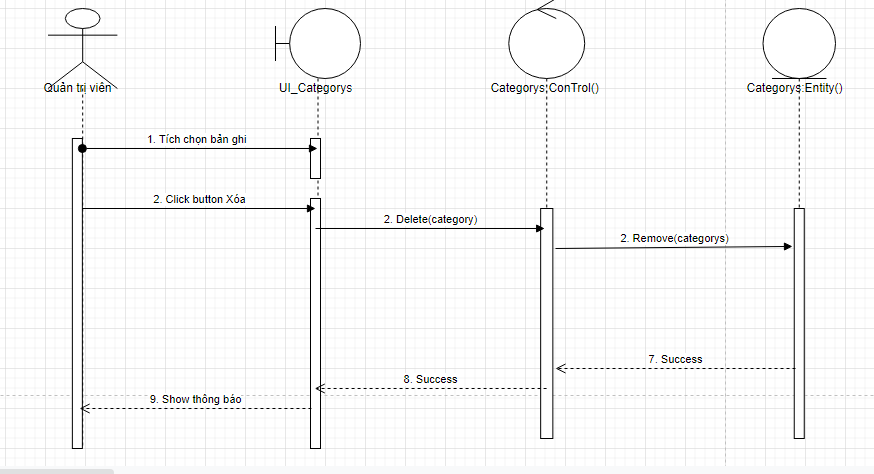 Quản trị viên
UI_Categorys
Categorys:ConTrol()
Categorys:Entity()
1. Tích chọn bản ghi
2. Click button Xóa
2. Delete(category)
2. Remove(categorys)
7. Success
8. Success
9. Show thông báo